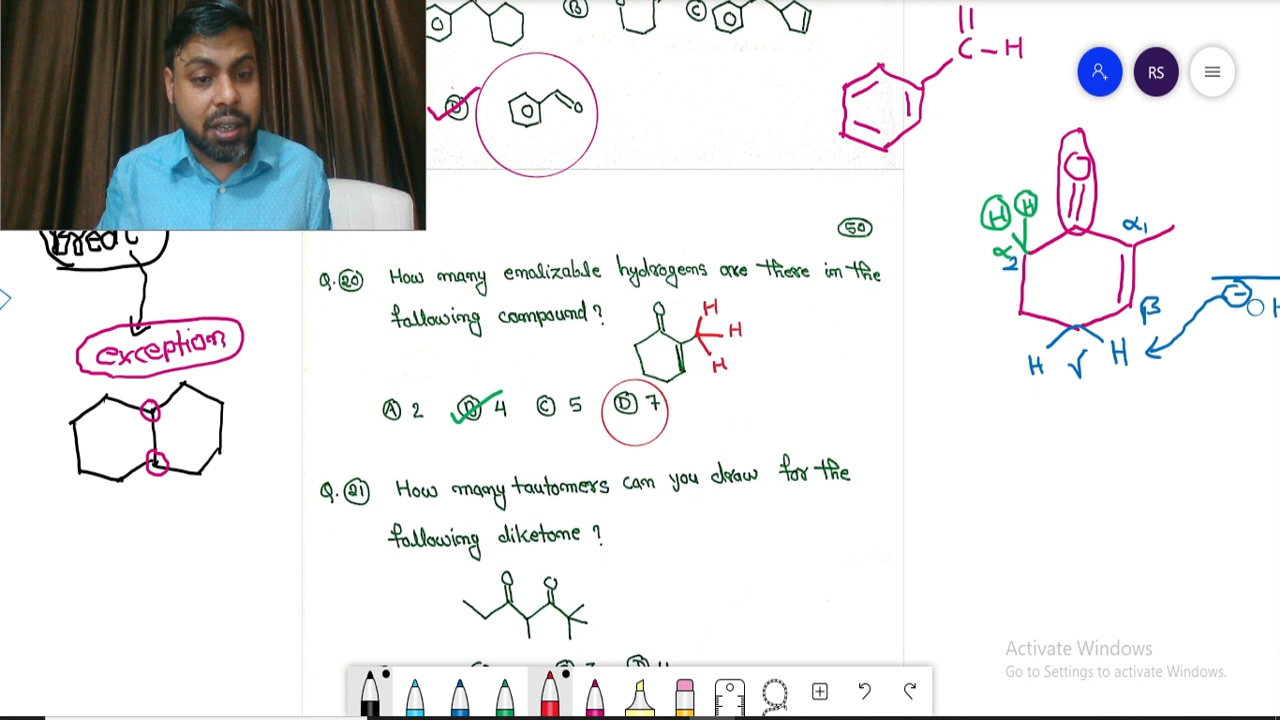 Ⓑ Ⓒ
Ⓓ
O
C-H
RS
50
Q.20 How many enolizable hydrogens are there in the
following compound?
O
H
H
H
Ⓐ 2 Ⓑ 4 Ⓒ 5 Ⓓ 7
Q.21 How many tautomers can you draw for the
following diketone ?
O O
exception
O
H H
α
2
α1
β
H γ H
⊖OH
Activate Windows
Go to Settings to activate Windows.